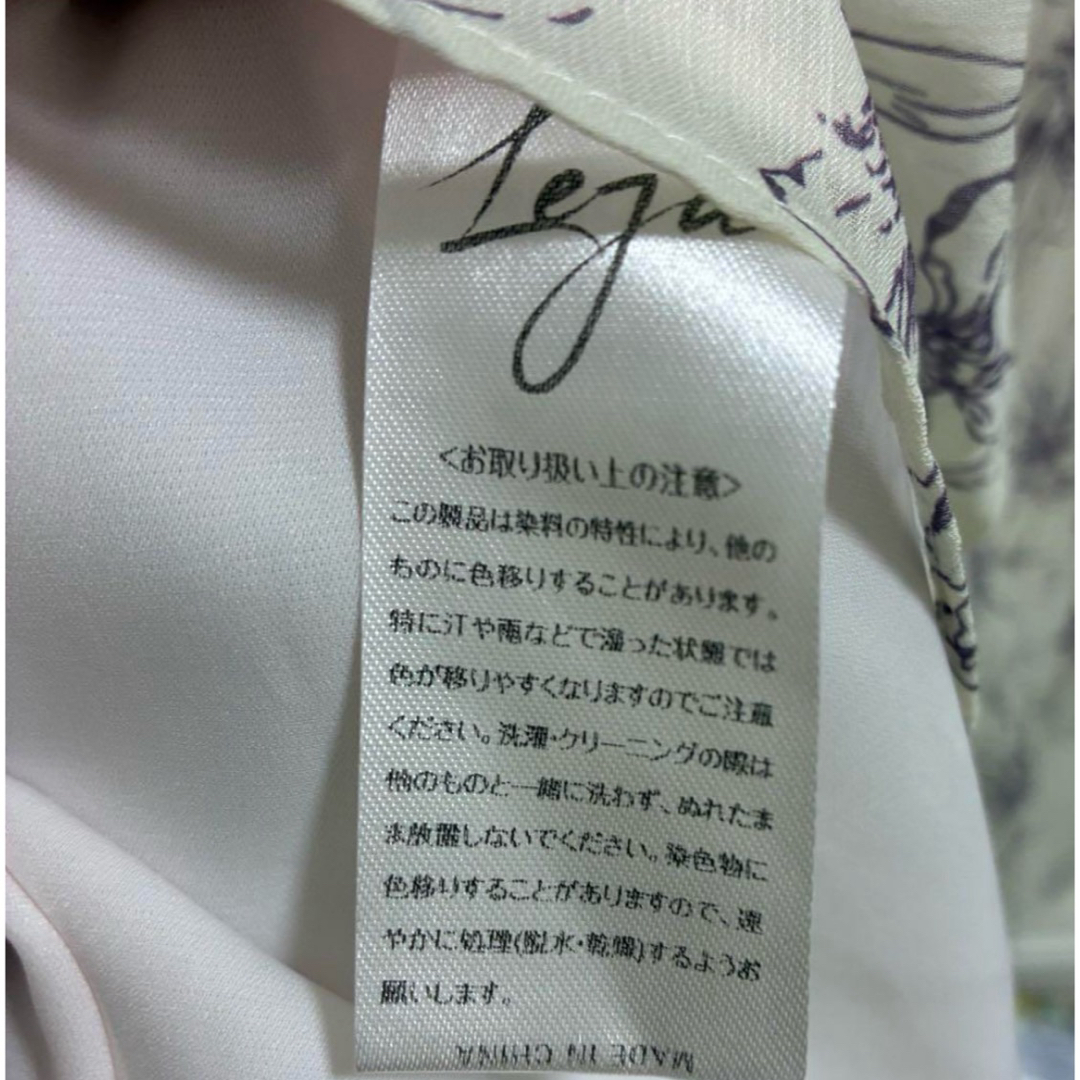 Leja
<お取り扱い上の注意>
この製品は染料の特性により、他の
ものに色移りすることがあります。
特に汗や雨などで湿った状態では
色が移りやすくなりますのでご注意
ください。洗濯・クリーニングの際は
他のものと一緒に洗わず、ぬれたま
ま放置しないでください。染色物に
色移りすることがありますので、速
やかに処理(脱水・乾燥)するようお
願いします。
MADE IN CHINA